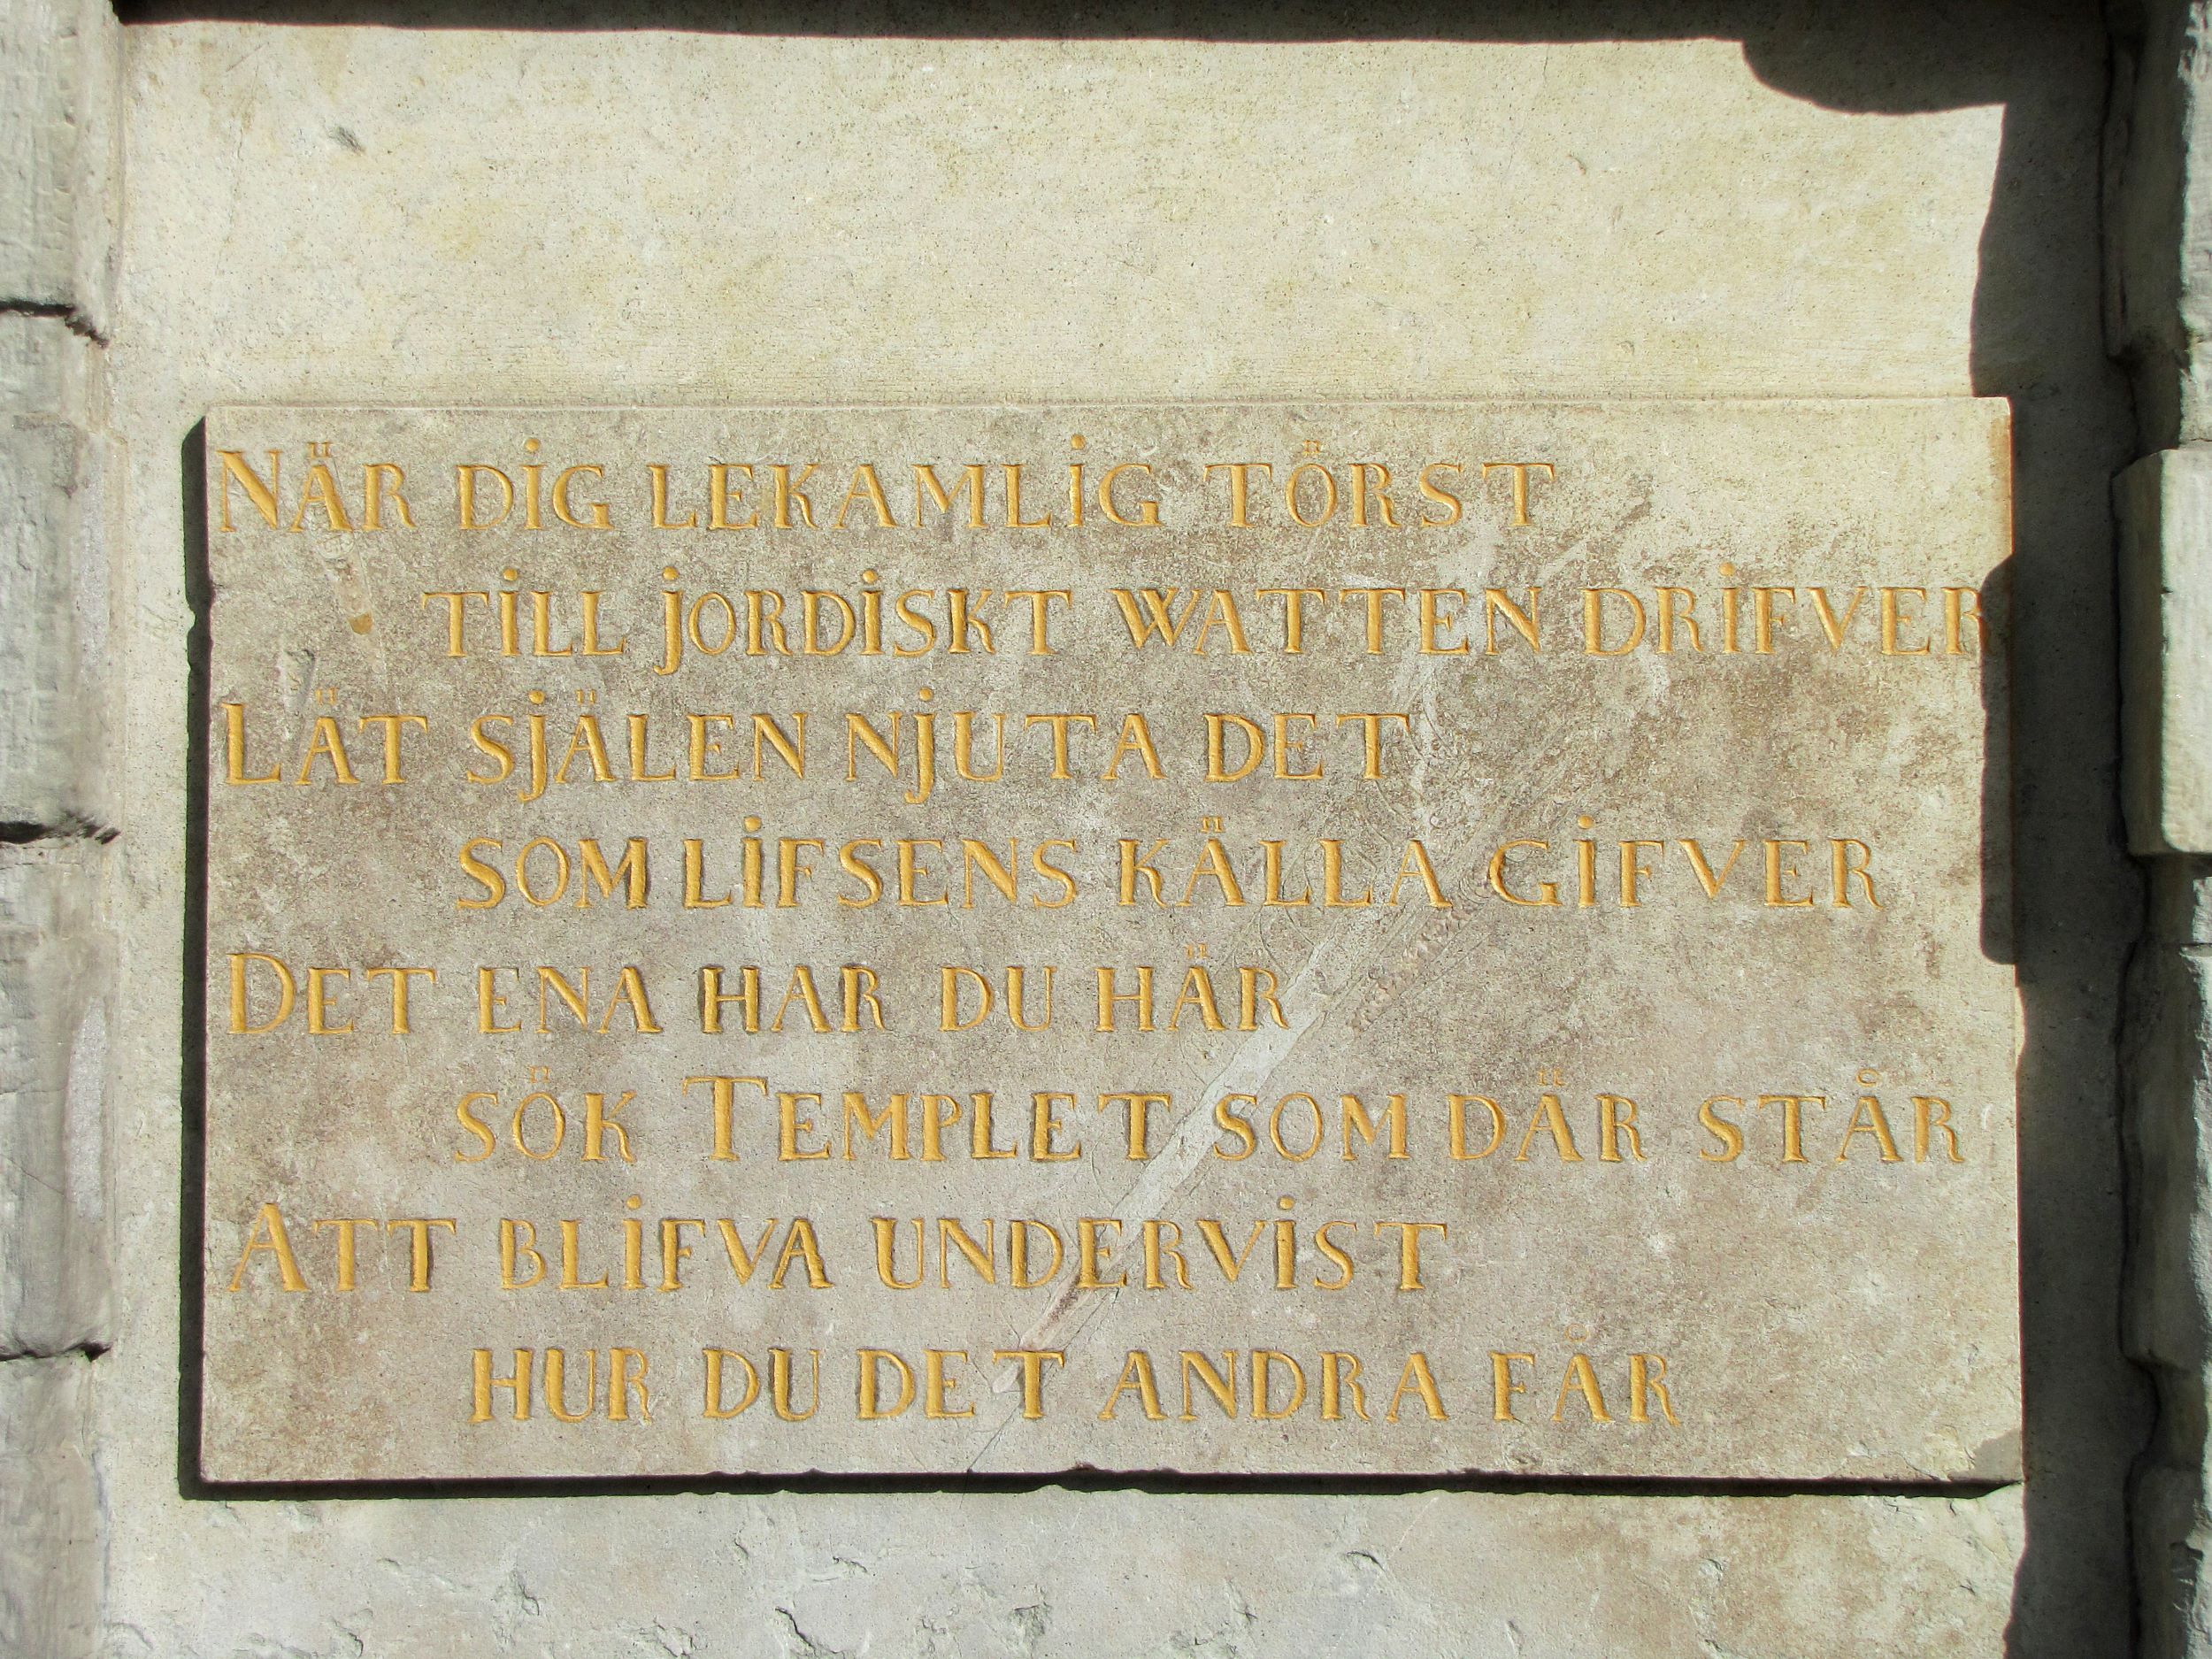 NÄR DiG LEKAMLiG TÖRST
TiLL jORDiSKT WATTEN DRiFVER
LÄT SjÄLEN NjUTA DET
SOM LiFSENS KÄLLA GiFVER
DET ENA HAR DU HÄR
SÖK TEMPLET SOM DÄR STÅR
ATT BLiFVA UNDERViST
HUR DU DET ANDRA FÅR